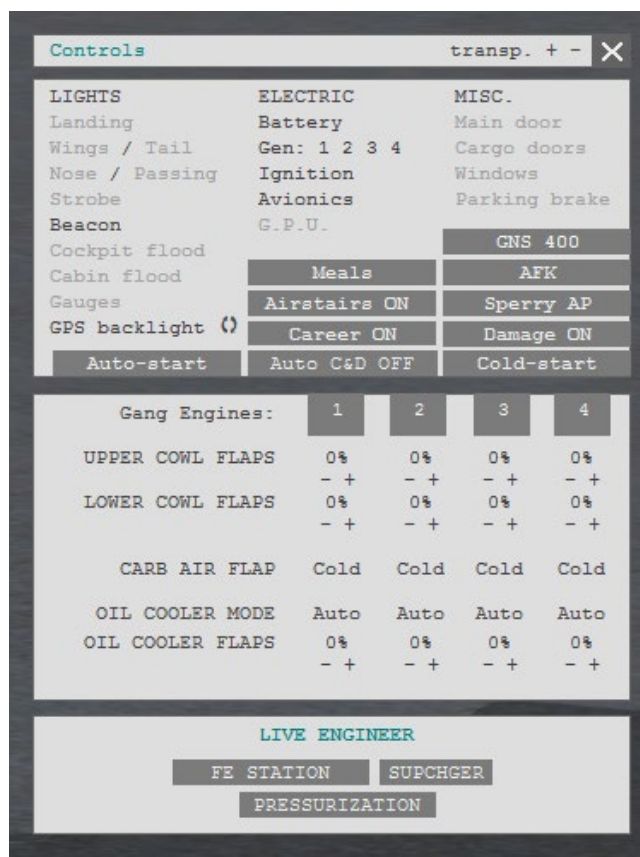 Controls transp. + - X
LIGHTS ELECTRIC MISC.
Landing Battery Main door
Wings / Tail Gen: 1 2 3 4 Cargo doors
Nose / Passing Ignition Windows
Strobe Avionics Parking brake
Beacon G.P.U.
GNS 400
Cockpit flood
Cabin flood Meals AFK
Gauges Airstairs ON Sperry AP
GPS backlight () Career ON Damage ON
Auto-start Auto C&D OFF Cold-start
Gang Engines: 1 2 3 4
UPPER COWL FLAPS 0% 0% 0% 0%
- + - + - + - +
LOWER COWL FLAPS 0% 0% 0% 0%
- + - + - + - +
CARB AIR FLAP Cold Cold Cold Cold
OIL COOLER MODE Auto Auto Auto Auto
OIL COOLER FLAPS 0% 0% 0% 0%
- + - + - + - +
LIVE ENGINEER
FE STATION SUPCHGER
PRESSURIZATION